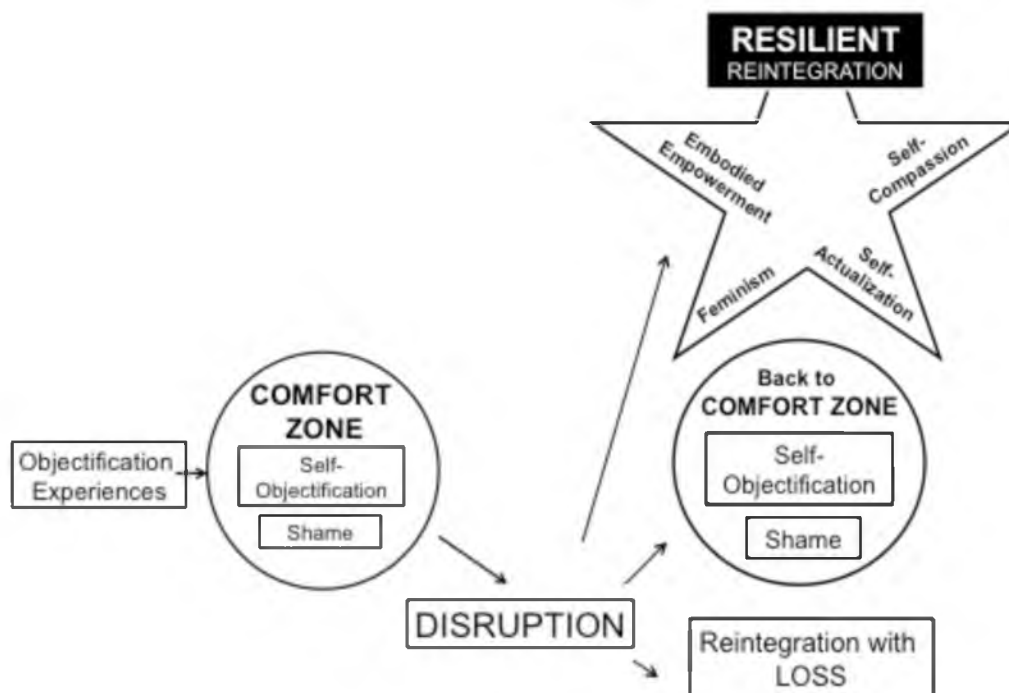 RESILIENT
REINTEGRATION
Embodied
Empowerment
Self-
Compassion
Feminism
Self-
Actualization
Objectification
Experiences
COMFORT
ZONE
Self-
Objectification
Shame
DISRUPTION
Back to
COMFORT ZONE
Self-
Objectification
Shame
Reintegration with
LOSS